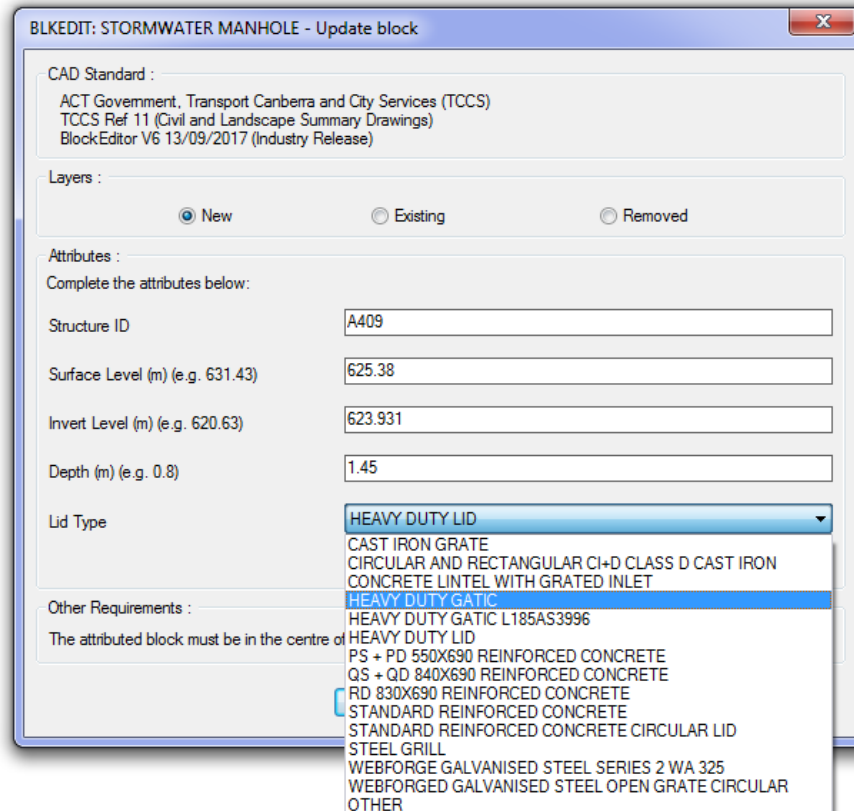 BLKEDIT: STORMWATER MANHOLE - Update block
CAD Standard :
ACT Government, Transport Canberra and City Services (TCCS)
TCCS Ref 11 (Civil and Landscape Summary Drawings)
BlockEditor V6 13/09/2017 (Industry Release)
Layers :
New Existing Removed
Attributes :
Complete the attributes below:
Structure ID A409
Surface Level (m) (e.g. 631.43) 625.38
Invert Level (m) (e.g. 620.63) 623.931
Depth (m) (e.g. 0.8) 1.45
Lid Type HEAVY DUTY LID
CAST IRON GRATE
CIRCULAR AND RECTANGULAR CI+D CLASS D CAST IRON
CONCRETE LINTEL WITH GRATED INLET
HEAVY DUTY GATIC
HEAVY DUTY GATIC L185AS3996
HEAVY DUTY LID
PS + PD 550X690 REINFORCED CONCRETE
QS + QD 840X690 REINFORCED CONCRETE
RD 830X690 REINFORCED CONCRETE
STANDARD REINFORCED CONCRETE
STANDARD REINFORCED CONCRETE CIRCULAR LID
STEEL GRILL
WEBFORGE GALVANISED STEEL SERIES 2 WA 325
WEBFORGED GALVANISED STEEL OPEN GRATE CIRCULAR
OTHER
Other Requirements :
The attributed block must be in the centre of